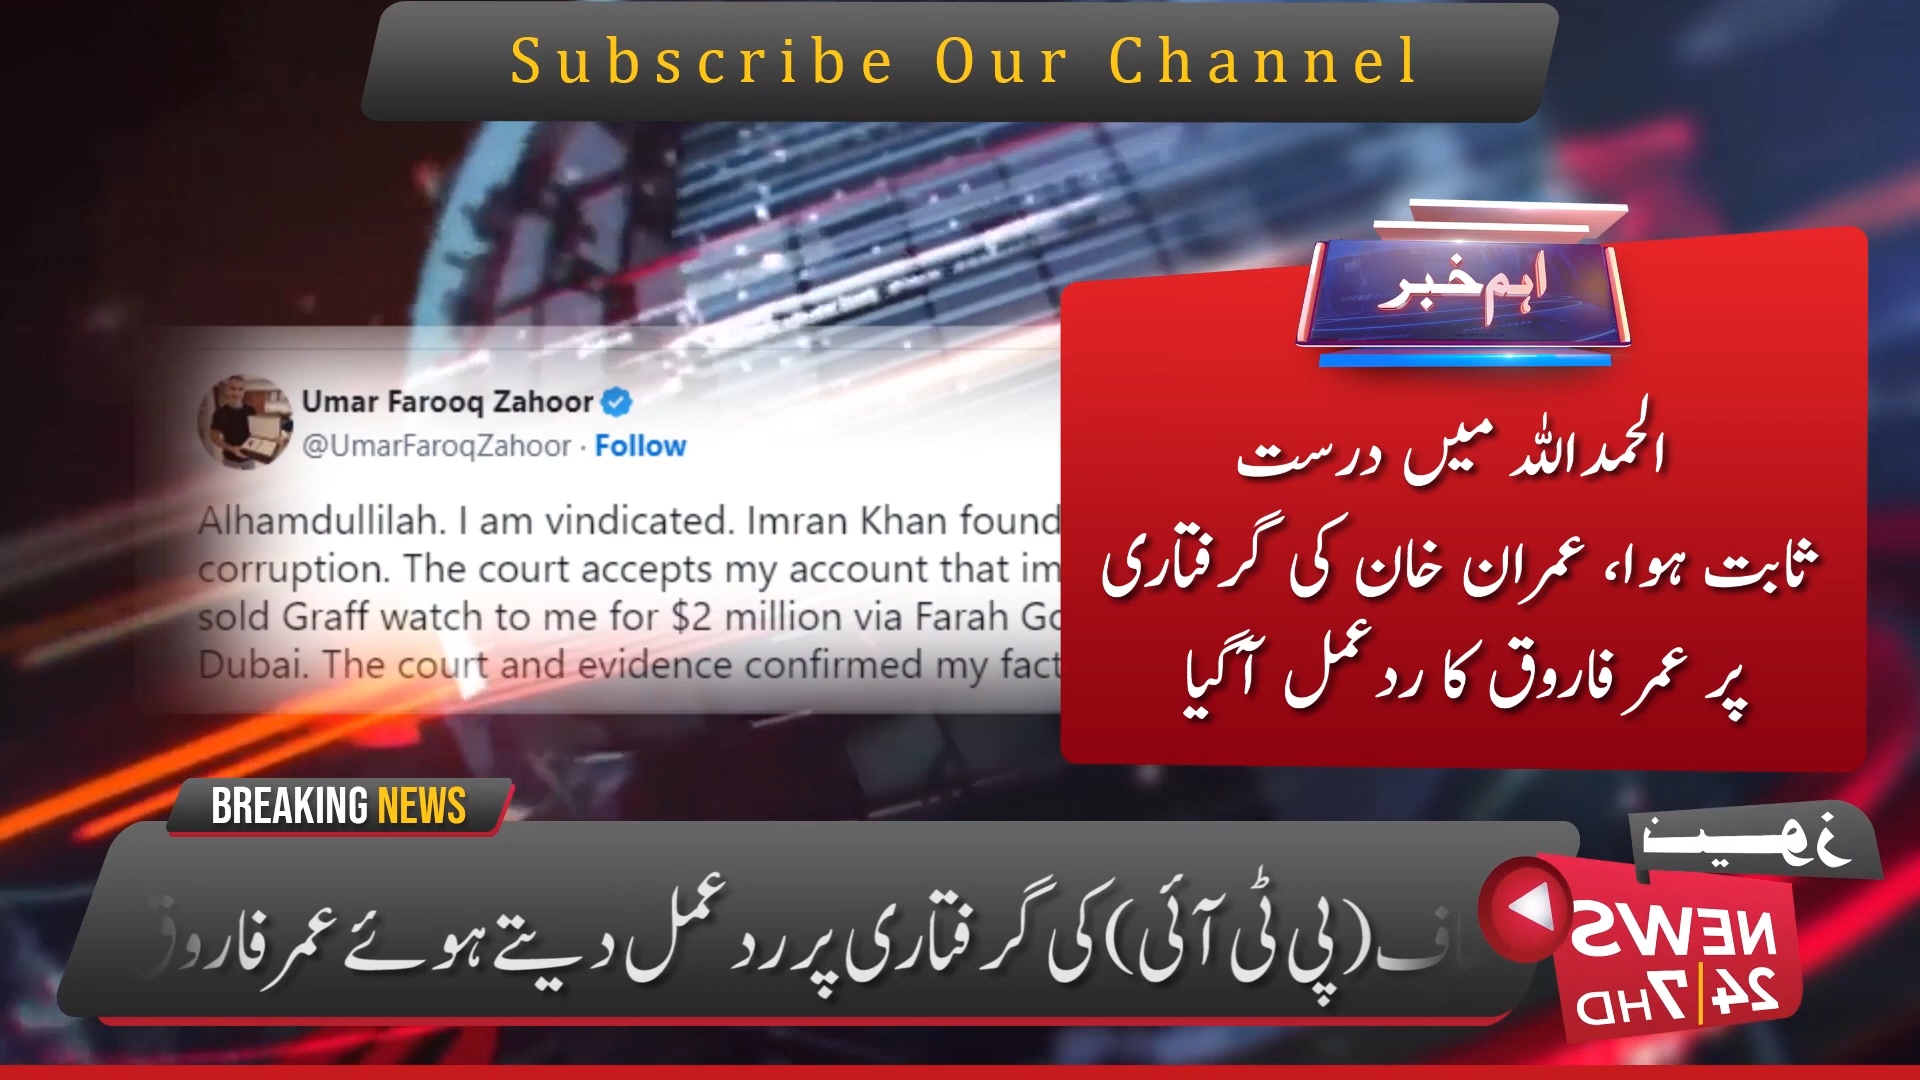 Subscribe Our Channel
اہم خبر
Umar Farooq Zahoor
@UmarFaroqZahoor · Follow
Alhamdullilah. I am vindicated. Imran Khan found
corruption. The court accepts my account that im
sold Graff watch to me for $2 million via Farah Go
Dubai. The court and evidence confirmed my fact
الحمداللہ میں درست
ثابت ہوا، عمران خان کی گرفتاری
پر عمر فاروق کا ردعمل آگیا
BREAKING NEWS
اف(پی ٹی آئی)کی گرفتاری پر ردعمل دیتے ہوئے عمر فاروق
نیوز
NEWS
24|7HD